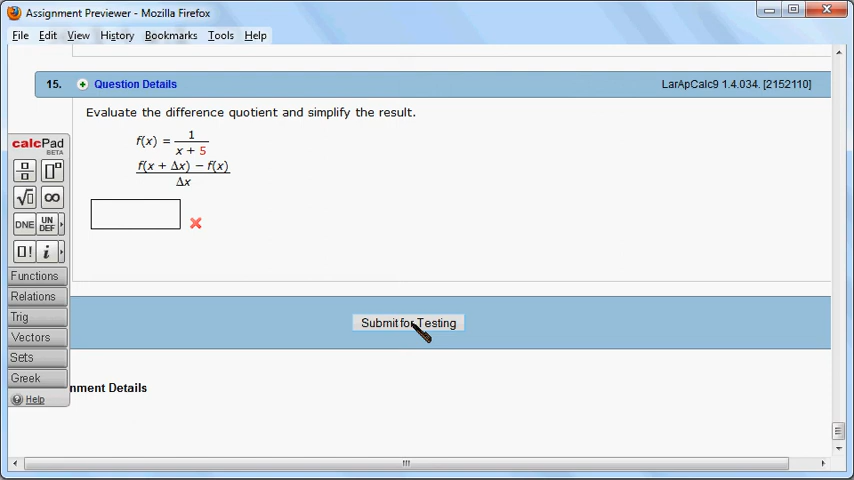 Assignment Previewer - Mozilla Firefox
File Edit View History Bookmarks Tools Help
15. Question Details LarApCalc9 1.4.034. [2152110]
Evaluate the difference quotient and simplify the result.
f(x) = 1
x + 5
f(x + Δx) − f(x)
Δx
calcPad
BETA
DNE UN
DEF
Functions
Relations
Trig
Vectors
Sets
Greek
Help
Submit for Testing
nment Details